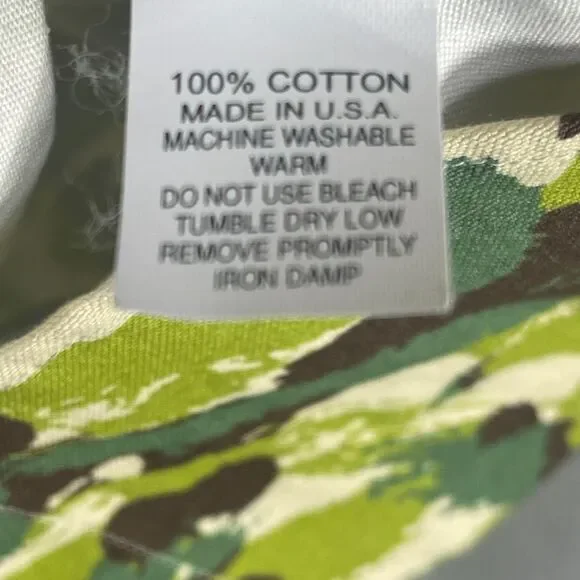 100% COTTON
MADE IN U.S.A.
MACHINE WASHABLE
WARM
DO NOT USE BLEACH
TUMBLE DRY LOW
REMOVE PROMPTLY
IRON DAMP